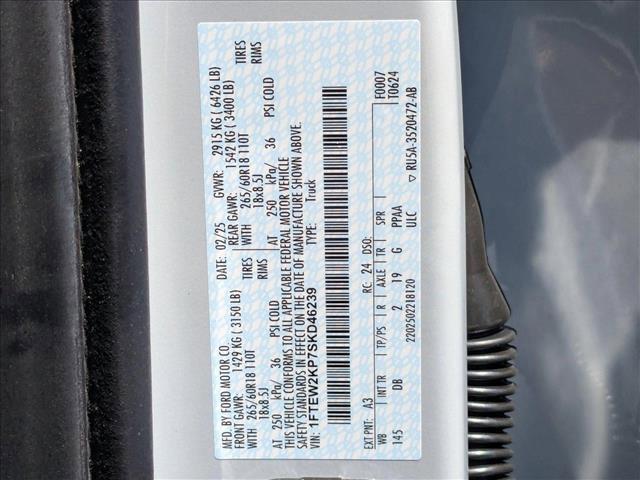 MFD. BY FORD MOTOR CO.
DATE: 02/25 GVWR: 2915 KG ( 6426 LB)
FRONT GAWR: 1429 KG ( 3150 LB) REAR GAWR: 1542 KG ( 3400 LB)
265/60R18 110T TIRES WITH 265/60R18 110T TIRES
18x8.5J RIMS 18x8.5J RIMS
AT 250 kPa/ 36 PSI COLD AT 250 kPa/ 36 PSI COLD
THIS VEHICLE CONFORMS TO ALL APPLICABLE FEDERAL MOTOR VEHICLE
SAFETY STANDARDS IN EFFECT ON THE DATE OF MANUFACTURE SHOWN ABOVE.
VIN: 1FTEW2KP7SKD46239 TYPE: Truck
F0007
T0624
EXT PNT: A3 RC: 24 DSO:
WB INT TR TP/PS R AXLE TR SPR
145 DB 2 19 G PPAA
ULC
▽ RU5A-3520472-AB
2202502218120